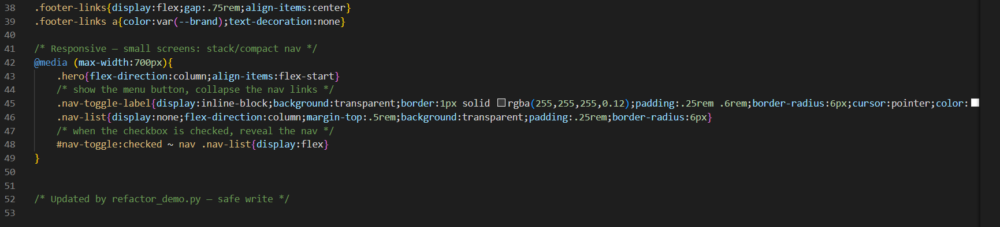 38 .footer-links{display:flex;gap:.75rem;align-items:center}
39 .footer-links a{color:var(--brand);text-decoration:none}
40
41 /* Responsive — small screens: stack/compact nav */
42 @media (max-width:700px){
43 .hero{flex-direction:column;align-items:flex-start}
44 /* show the menu button, collapse the nav links */
45 .nav-toggle-label{display:inline-block;background:transparent;border:1px solid rgba(255,255,255,0.12);padding:.25rem .6rem;border-radius:6px;cursor:pointer;color:
46 .nav-list{display:none;flex-direction:column;margin-top:.5rem;background:transparent;padding:.25rem;border-radius:6px}
47 /* when the checkbox is checked, reveal the nav */
48 #nav-toggle:checked ~ nav .nav-list{display:flex}
49 }
50
51
52 /* Updated by refactor_demo.py — safe write */
53